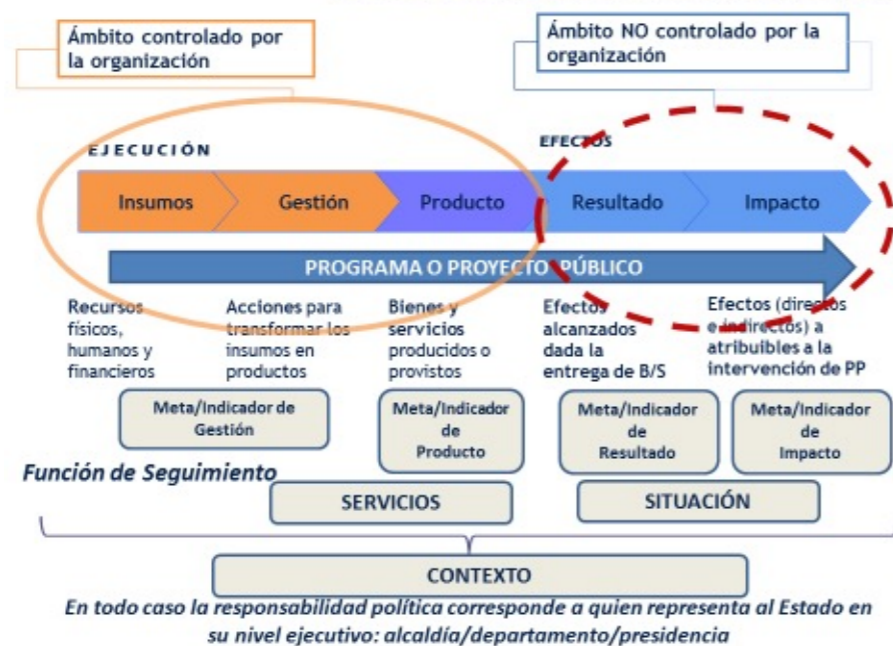 Ámbito controlado por
la organización
Ámbito NO controlado por la
organización
EJECUCIÓN
EFECTOS
Insumos
Gestión
Producto
Resultado
Impacto
PROGRAMA O PROYECTO PÚBLICO
Recursos
físicos,
humanos y
financieros
Acciones para
transformar los
insumos en
productos
Bienes y
servicios
producidos o
provistos
Efectos
alcanzados
dada la
entrega de B/S
Efectos (directos
e indirectos) a
atribuibles a la
intervención de PP
Meta/Indicador de
Gestión
Meta/Indicador
de
Producto
Meta/Indicador
de
Resultado
Meta/Indicador
de
Impacto
Función de Seguimiento
SERVICIOS
SITUACIÓN
CONTEXTO
En todo caso la responsabilidad política corresponde a quien representa al Estado en
su nivel ejecutivo: alcaldía/departamento/presidencia